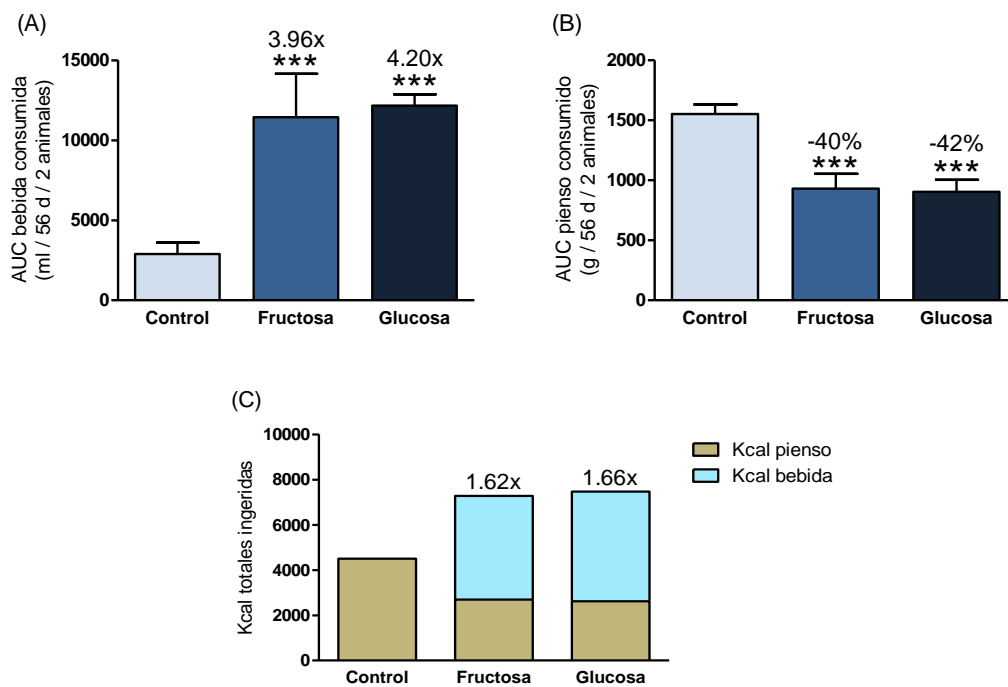 (A)
AUC bebida consumida
(ml / 56 d / 2 animales)
15000
10000
5000
0
3.96x
***
4.20x
***
Control
Fructosa
Glucosa
(B)
AUC pienso consumido
(g / 56 d / 2 animales)
2000
1500
1000
500
0
-40%
***
-42%
***
Control
Fructosa
Glucosa
(C)
Kcal totales ingeridas
10000
8000
6000
4000
2000
0
1.62x
1.66x
Control
Fructosa
Glucosa
Kcal pienso
Kcal bebida